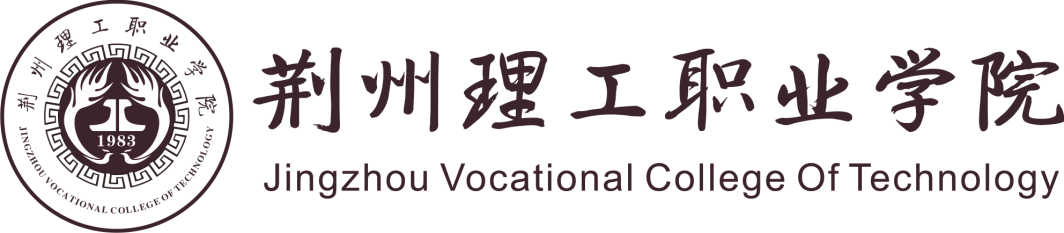 荆州理工职业学院
1983
JINGZHOU VOCATIONAL COLLEGE OF TECHNOLOGY
荆州理工职业学院
Jingzhou Vocational College Of Technology